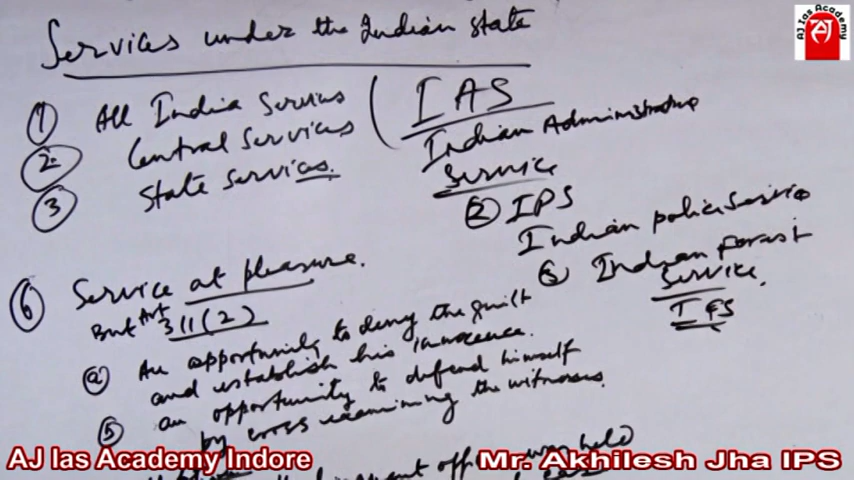 Services under the Indian state
① All India Services ( IAS
Indian Administrative
Service
② Central Services
③ State Services.
② IPS
Indian police Service
③ Indian forest
Service.
IFS
⑥ Service at pleasure.
But Art 311(2)
ⓐ An opportunity to deny the guilt
and establish his innocence.
ⓑ an opportunity to defend himself
by cross examining the witnesses.
was held
AJ Ias Academy Indore
Mr. Akhilesh Jha IPS
AJ Ias Academy
AJ